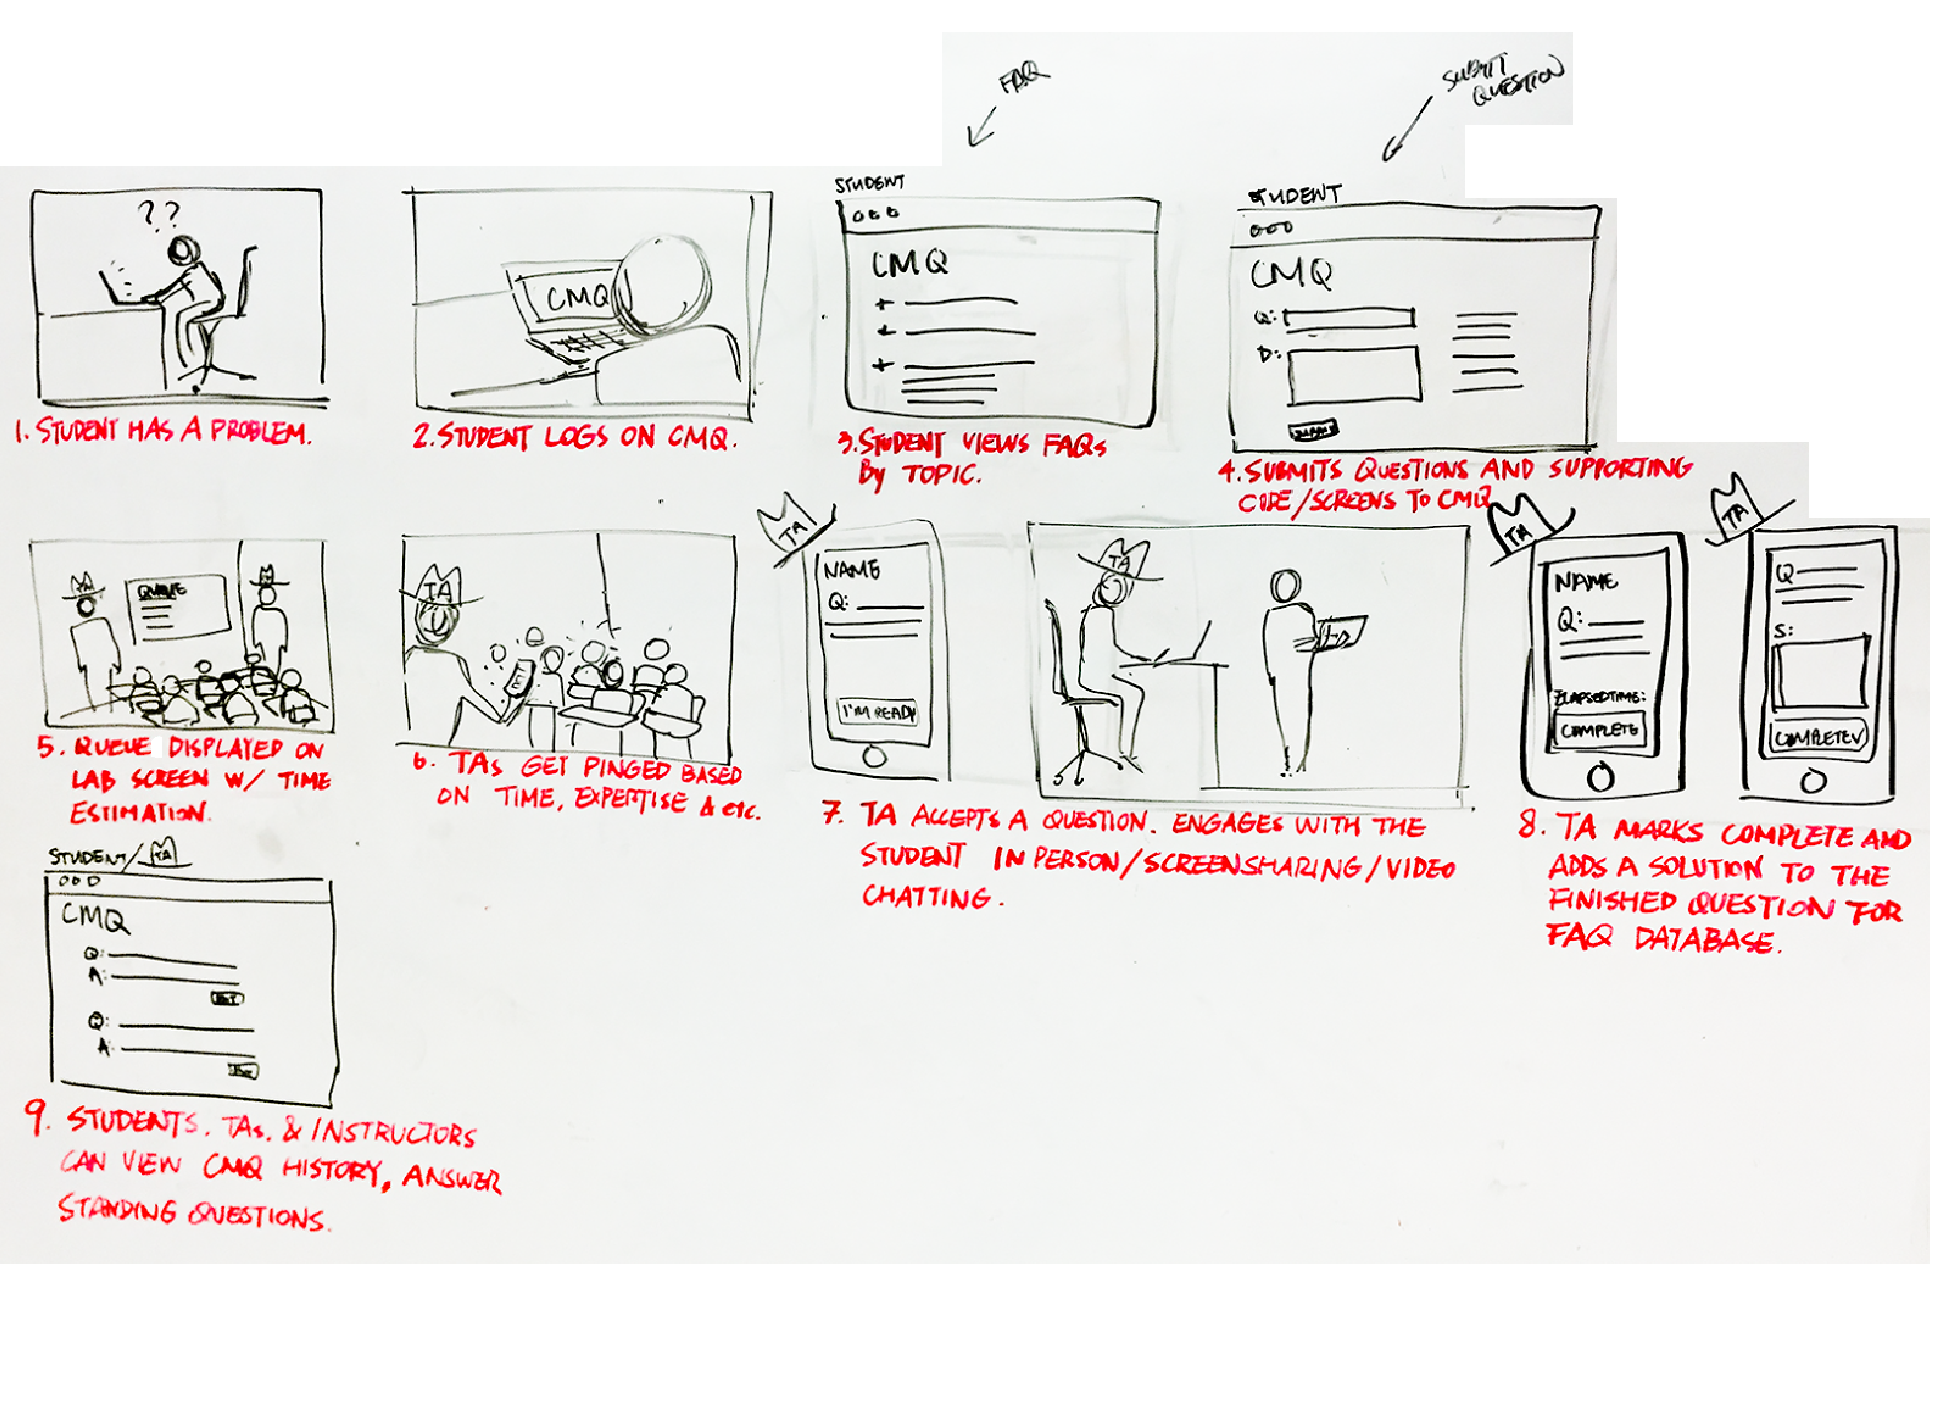 FAQ
SUBMIT
QUESTION
??
1. STUDENT HAS A PROBLEM.
CMQ
2. STUDENT LOGS ON CMQ.
STUDENT
CMQ
3. STUDENT VIEWS FAQs
By TOPIC.
STUDENT
CMQ
Q:
D:
4. SUBMITS QUESTIONS AND SUPPORTING
CODE/SCREENS TO CMQ
TA
QUEUE
5. QUEUE DISPLAYED ON
LAB SCREEN W/ TIME
ESTIMATION.
TA
6. TAs GET PINGED BASED
ON TIME, EXPERTISE & etc.
TA
NAME
Q:
I'M READY
TA
7. TA ACCEPTS A QUESTION. ENGAGES WITH THE
STUDENT IN PERSON/SCREENSHARING/VIDEO
CHATTING.
TA
NAME
Q:
ELAPSED TIME:
COMPLETE
TA
Q
S:
COMPLETE
8. TA MARKS COMPLETE AND
ADDS A SOLUTION TO THE
FINISHED QUESTION FOR
FAQ DATABASE.
STUDENT/TA
CMQ
Q:
A:
Q:
A:
9. STUDENTS, TAs, & INSTRUCTORS
CAN VIEW CMQ HISTORY, ANSWER
STANDING QUESTIONS.